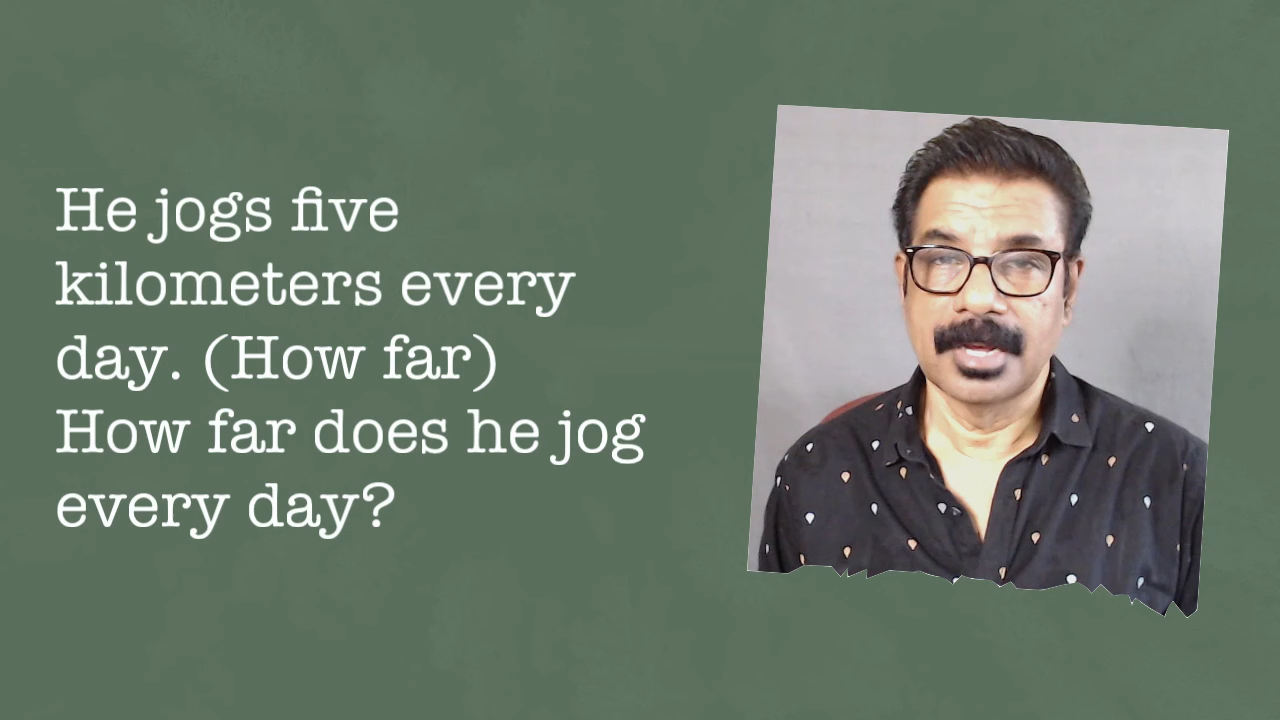 He jogs five
kilometers every
day. (How far)
How far does he jog
every day?